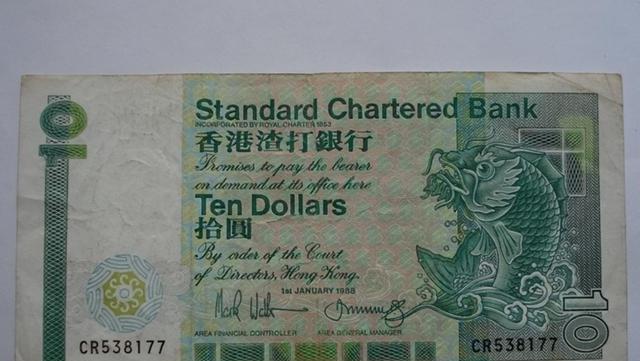 10
Standard Chartered Bank
INCORPORATED BY ROYAL CHARTER 1853
香港渣打銀行
Promises to pay the bearer
on demand at its office here
Ten Dollars
拾圓
By order of the Court
of Directors, Hong Kong.
1st JANUARY 1988
AREA FINANCIAL CONTROLLER AREA GENERAL MANAGER
10
CR538177 CR538177